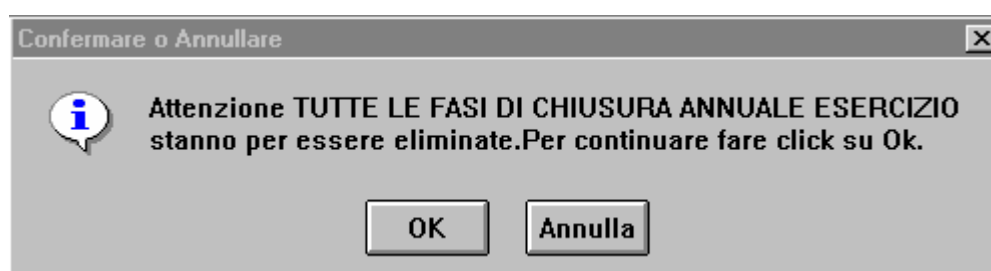 Confermare o Annullare
Attenzione TUTTE LE FASI DI CHIUSURA ANNUALE ESERCIZIO
stanno per essere eliminate.Per continuare fare click su Ok.
OK Annulla